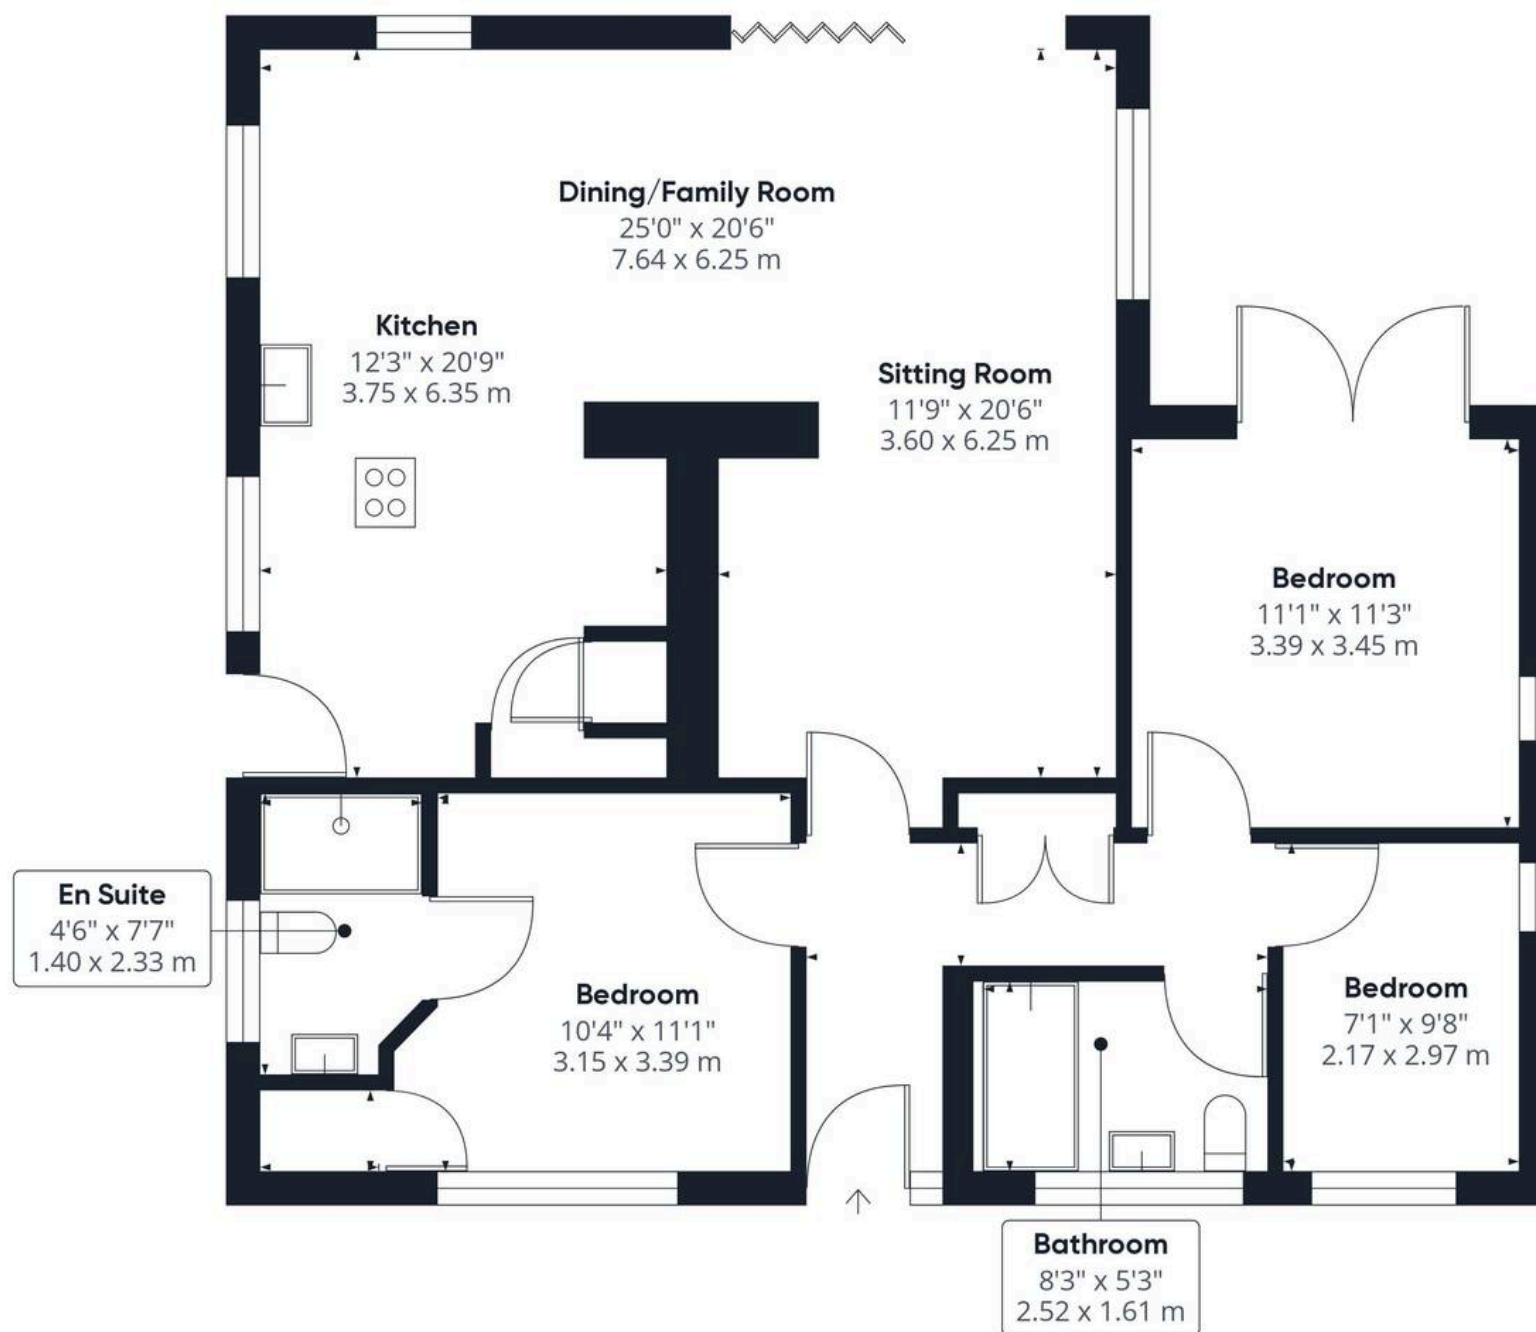 Dining/Family Room
25'0" x 20'6"
7.64 x 6.25 m
Kitchen
12'3" x 20'9"
3.75 x 6.35 m
Sitting Room
11'9" x 20'6"
3.60 x 6.25 m
Bedroom
11'1" x 11'3"
3.39 x 3.45 m
En Suite
4'6" x 7'7"
1.40 x 2.33 m
Bedroom
10'4" x 11'1"
3.15 x 3.39 m
Bedroom
7'1" x 9'8"
2.17 x 2.97 m
Bathroom
8'3" x 5'3"
2.52 x 1.61 m